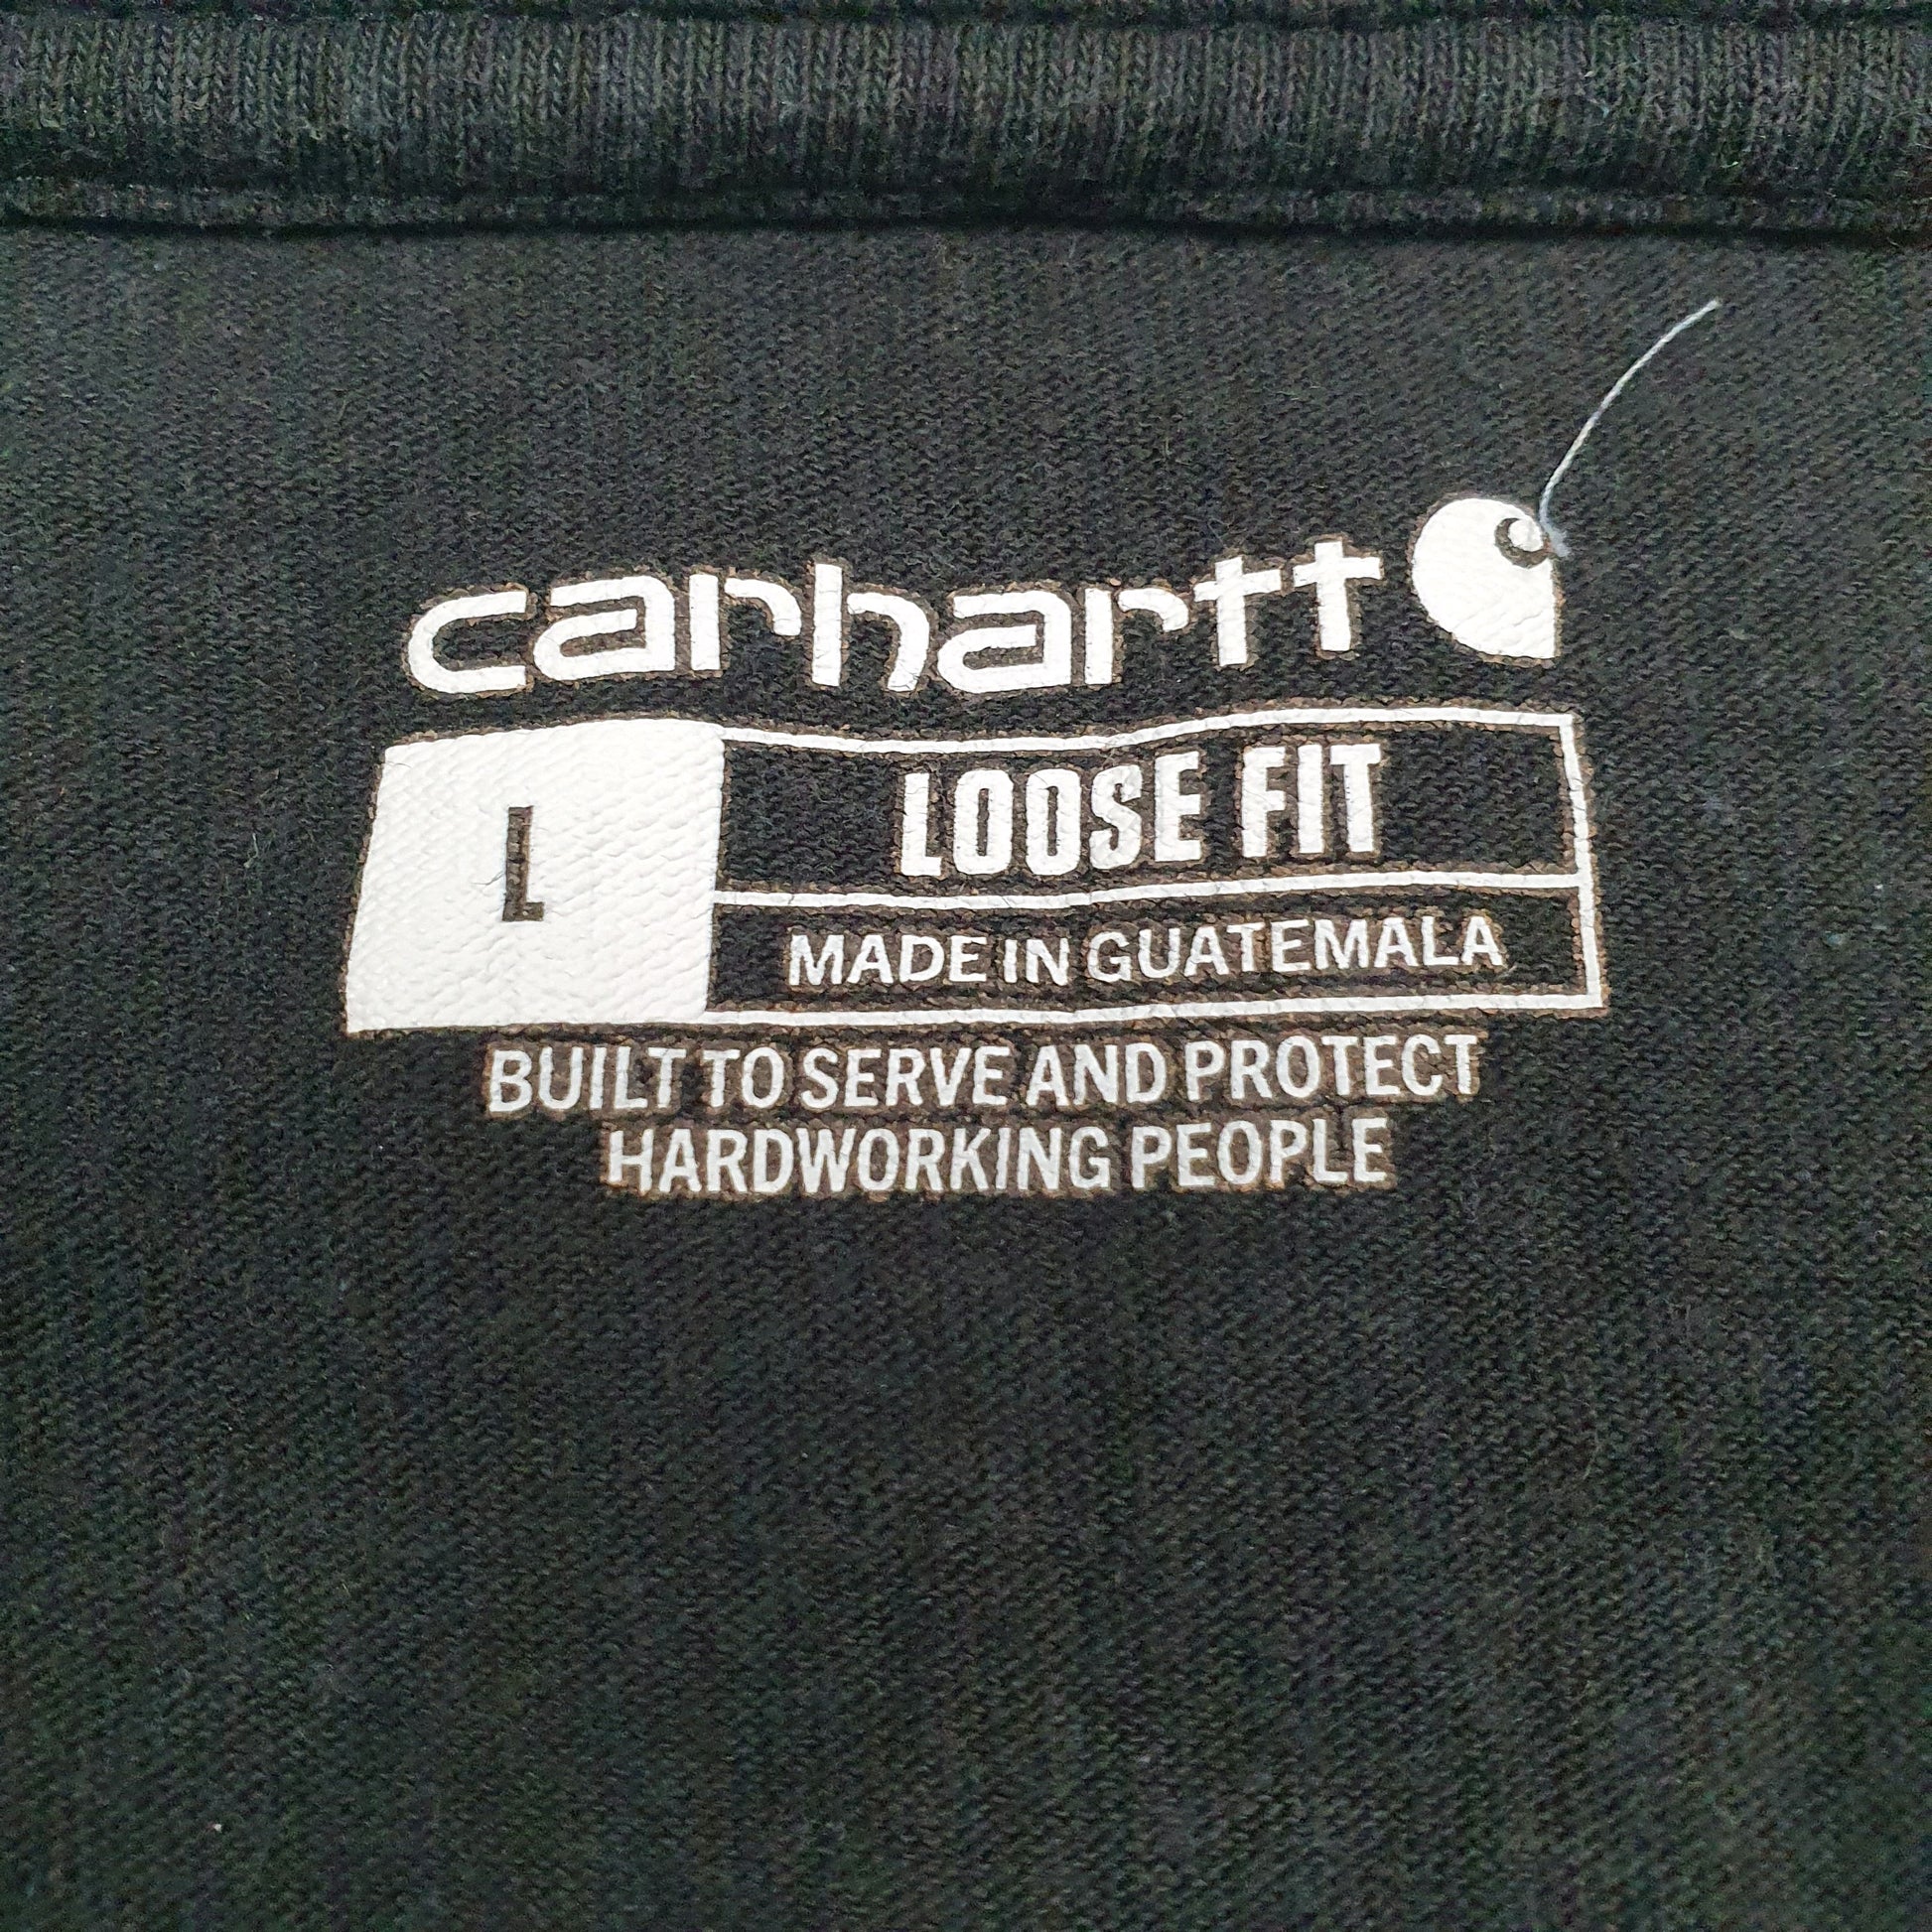 carhartt
L
LOOSE FIT
MADE IN GUATEMALA
BUILT TO SERVE AND PROTECT
HARDWORKING PEOPLE